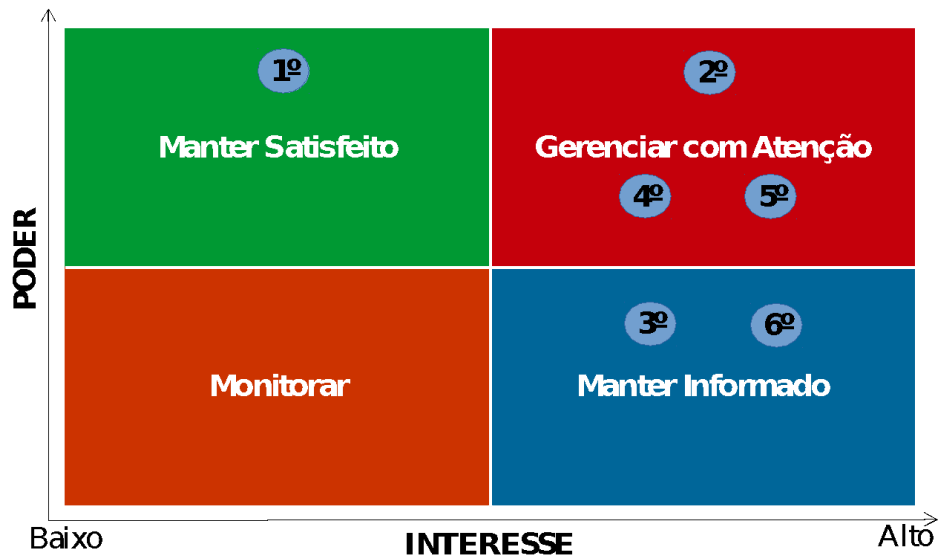 1º
2º
Manter Satisfeito
Gerenciar com Atenção
4º
5º
PODER
3º
6º
Monitorar
Manter Informado
Baixo
INTERESSE
Alto